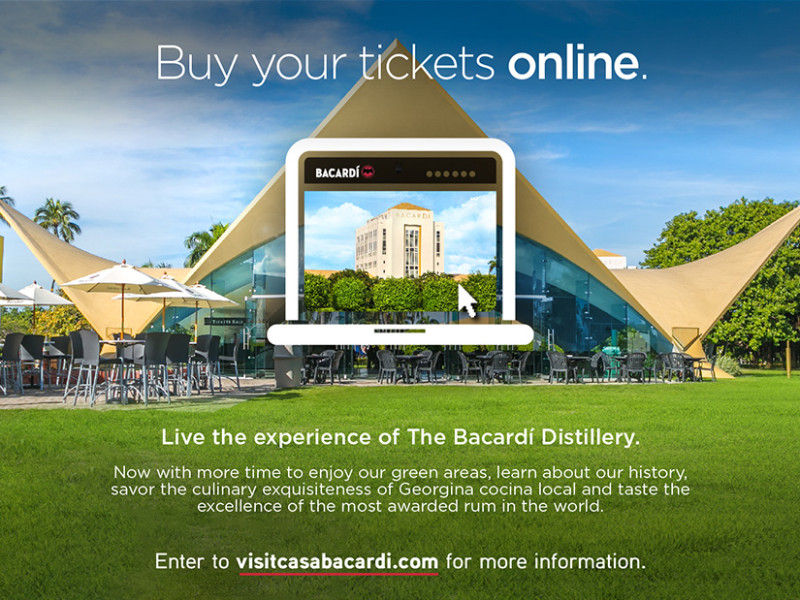 Buy your tickets online.
BACARDÍ
BACARDÍ
Live the experience of The Bacardí Distillery.
Now with more time to enjoy our green areas, learn about our history,
savor the culinary exquisiteness of Georgina cocina local and taste the
excellence of the most awarded rum in the world.
Enter to visitcasabacardi.com for more information.